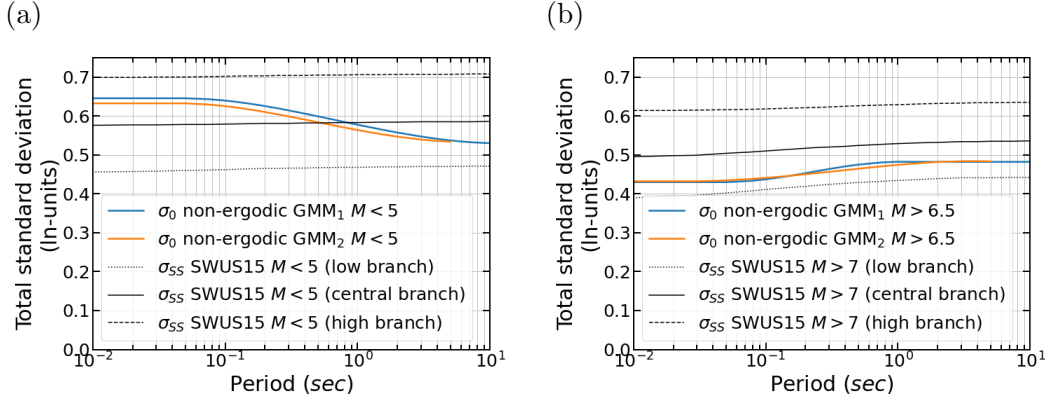 (a)
Total standard deviation
(ln-units)
0.7
0.6
0.5
0.4
0.3
0.2
0.1
0.0
σ₀ non-ergodic GMM₁ M < 5
σ₀ non-ergodic GMM₂ M < 5
σSS SWUS15 M < 5 (low branch)
σSS SWUS15 M < 5 (central branch)
σSS SWUS15 M < 5 (high branch)
10⁻² 10⁻¹ 10⁰ 10¹
Period (sec)
(b)
Total standard deviation
(ln-units)
0.7
0.6
0.5
0.4
0.3
0.2
0.1
0.0
σ₀ non-ergodic GMM₁ M > 6.5
σ₀ non-ergodic GMM₂ M > 6.5
σSS SWUS15 M > 7 (low branch)
σSS SWUS15 M > 7 (central branch)
σSS SWUS15 M > 7 (high branch)
10⁻² 10⁻¹ 10⁰ 10¹
Period (sec)